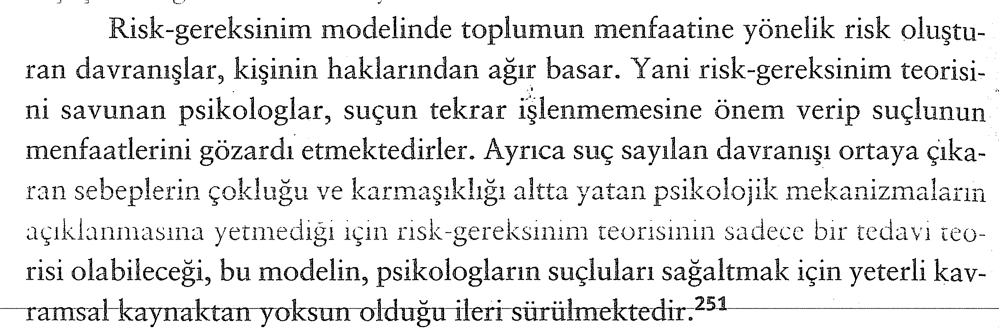 Risk-gereksinim modelinde toplumun menfaatine yönelik risk oluştu-
ran davranışlar, kişinin haklarından ağır basar. Yani risk-gereksinim teorisi-
ni savunan psikologlar, suçun tekrar işlenmemesine önem verip suçlunun
menfaatlerini gözardı etmektedirler. Ayrıca suç sayılan davranışı ortaya çıka-
ran sebeplerin çokluğu ve karmaşıklığı altta yatan psikolojik mekanizmaların
açıklanmasına yetmediği için risk-gereksinim teorisinin sadece bir tedavi teo-
risi olabileceği, bu modelin, psikologların suçluları sağaltmak için yeterli kav-
ramsal kaynaktan yoksun olduğu ileri sürülmektedir.251